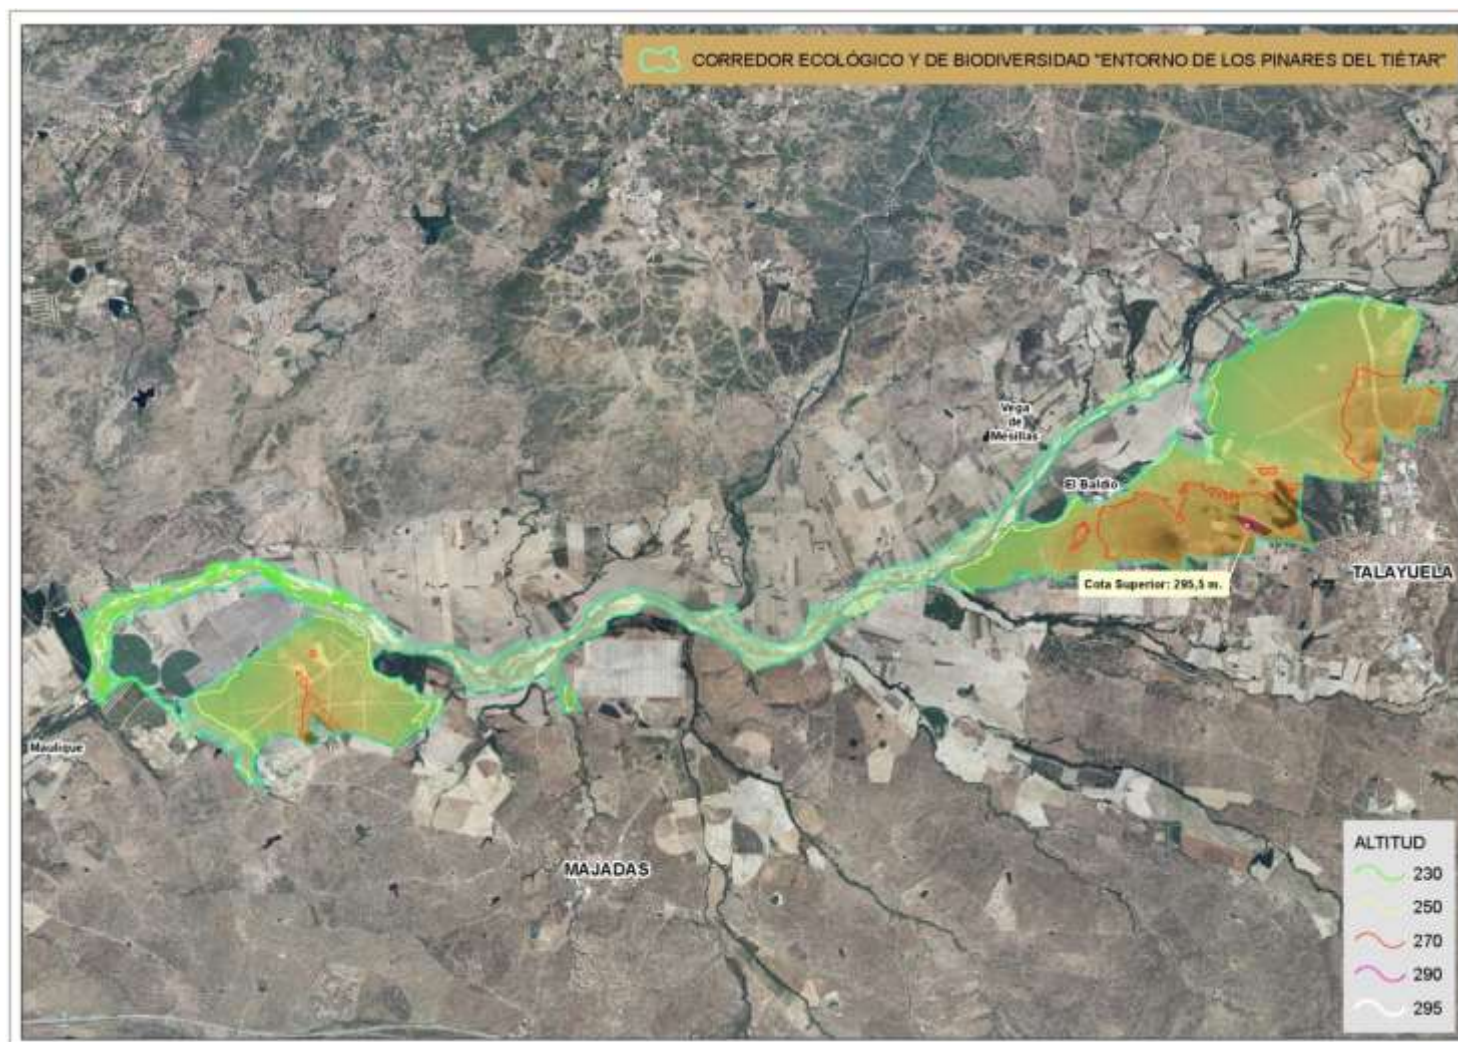 CORREDOR ECOLÓGICO Y DE BIODIVERSIDAD "ENTORNO DE LOS PINARES DEL TIÉTAR"
Vega
de
Mesillas
El Baldío
TALAYUELA
Cota Superior: 295,5 m.
Maulique
MAJADAS
ALTITUD
230
250
270
290
295